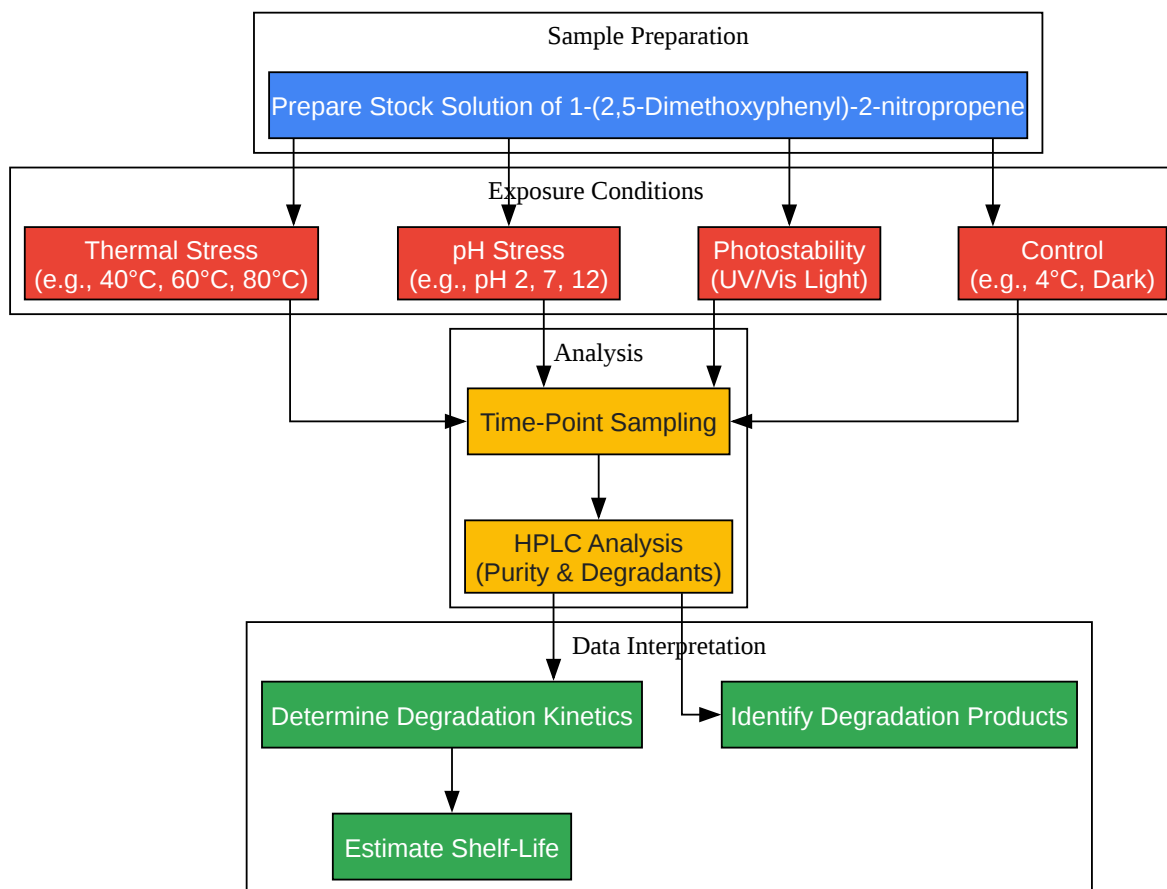 Sample Preparation
Prepare Stock Solution of 1-(2,5-Dimethoxyphenyl)-2-nitropropene
Exposure Conditions
Thermal Stress
(e.g., 40°C, 60°C, 80°C)
pH Stress
(e.g., pH 2, 7, 12)
Photostability
(UV/Vis Light)
Control
(e.g., 4°C, Dark)
Analysis
Time-Point Sampling
HPLC Analysis
(Purity & Degradants)
Data Interpretation
Determine Degradation Kinetics
Identify Degradation Products
Estimate Shelf-Life